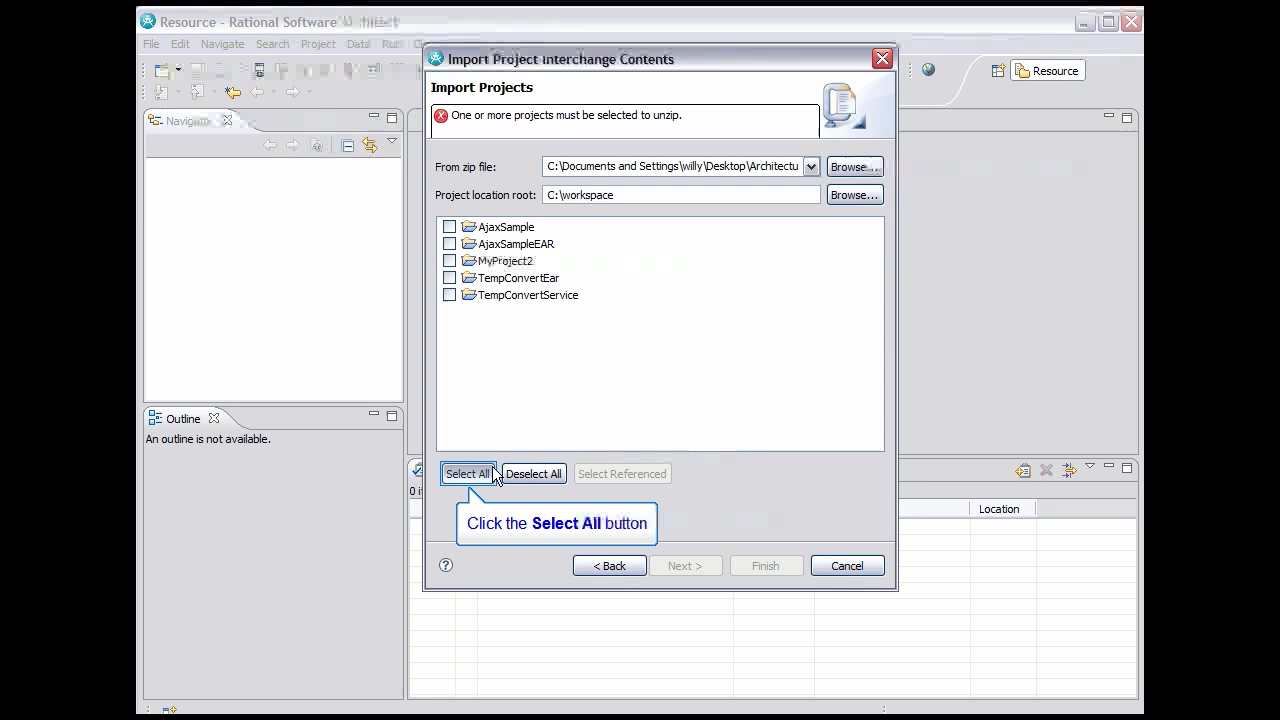 Resource - Rational Software
File Edit Navigate Search Project Data Run
Resource
Import Project Interchange Contents
Import Projects
One or more projects must be selected to unzip.
From zip file: C:\Documents and Settings\willy\Desktop\Architectu Browse...
Project location root: C:\workspace Browse...
AjaxSample
AjaxSampleEAR
MyProject2
TempConvertEar
TempConvertService
Select All Deselect All Select Referenced
Click the Select All button
< Back Next > Finish Cancel
Outline
An outline is not available.
Location